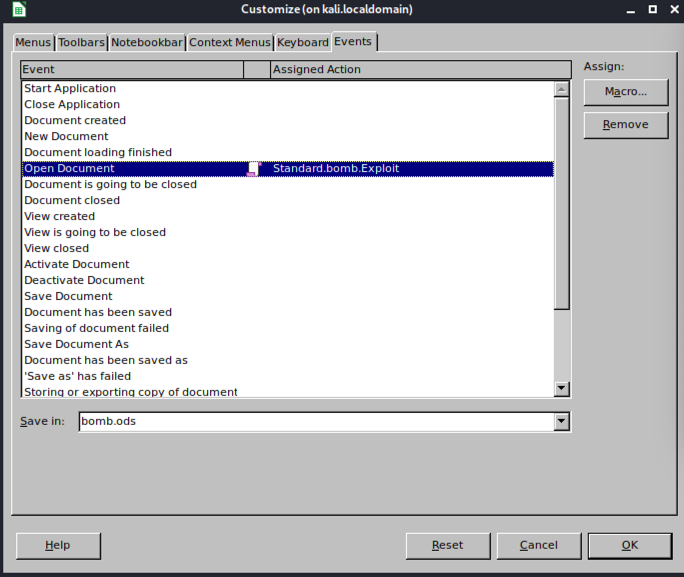 Customize (on kali.localdomain)
Menus Toolbars Notebookbar Context Menus Keyboard Events
Event Assigned Action
Assign:
Start Application
Macro...
Close Application
Document created
Remove
New Document
Document loading finished
Open Document Standard.bomb.Exploit
Document is going to be closed
Document closed
View created
View is going to be closed
View closed
Activate Document
Deactivate Document
Save Document
Document has been saved
Saving of document failed
Save Document As
Document has been saved as
'Save as' has failed
Storing or exporting copy of document
Save in: bomb.ods
Help Reset Cancel OK